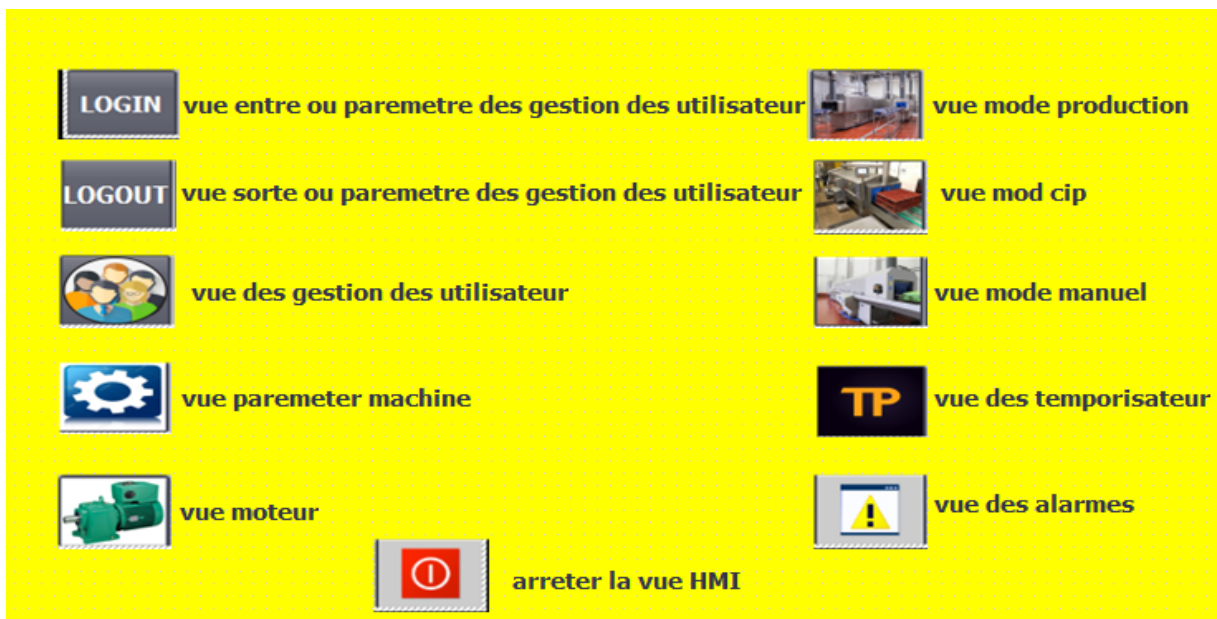 LOGIN vue entre ou paremetre des gestion des utilisateur
vue mode production
LOGOUT vue sorte ou paremetre des gestion des utilisateur
vue mod cip
vue des gestion des utilisateur
vue mode manuel
vue paremeter machine
TP vue des temporisateur
vue moteur
vue des alarmes
arreter la vue HMI